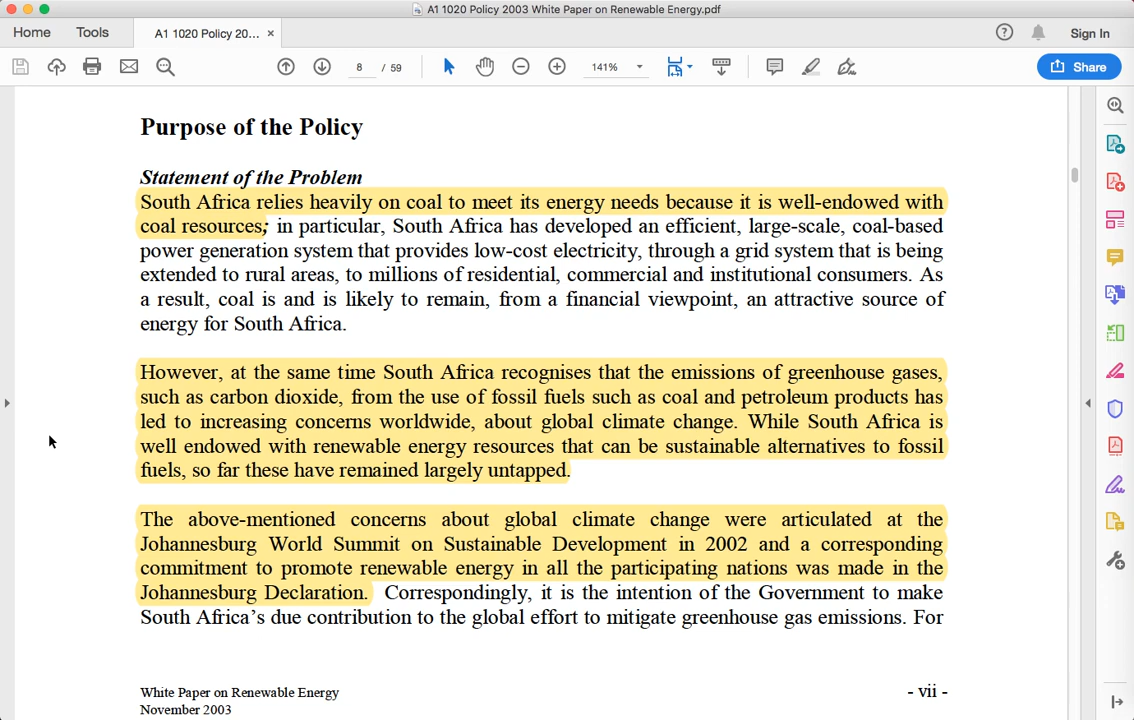 A1 1020 Policy 2003 White Paper on Renewable Energy.pdf
Home Tools A1 1020 Policy 20... × Sign In
8 / 59 141% Share
Purpose of the Policy
Statement of the Problem
South Africa relies heavily on coal to meet its energy needs because it is well-endowed with
coal resources; in particular, South Africa has developed an efficient, large-scale, coal-based
power generation system that provides low-cost electricity, through a grid system that is being
extended to rural areas, to millions of residential, commercial and institutional consumers. As
a result, coal is and is likely to remain, from a financial viewpoint, an attractive source of
energy for South Africa.
However, at the same time South Africa recognises that the emissions of greenhouse gases,
such as carbon dioxide, from the use of fossil fuels such as coal and petroleum products has
led to increasing concerns worldwide, about global climate change. While South Africa is
well endowed with renewable energy resources that can be sustainable alternatives to fossil
fuels, so far these have remained largely untapped.
The above-mentioned concerns about global climate change were articulated at the
Johannesburg World Summit on Sustainable Development in 2002 and a corresponding
commitment to promote renewable energy in all the participating nations was made in the
Johannesburg Declaration. Correspondingly, it is the intention of the Government to make
South Africa's due contribution to the global effort to mitigate greenhouse gas emissions. For
White Paper on Renewable Energy - vii -
November 2003